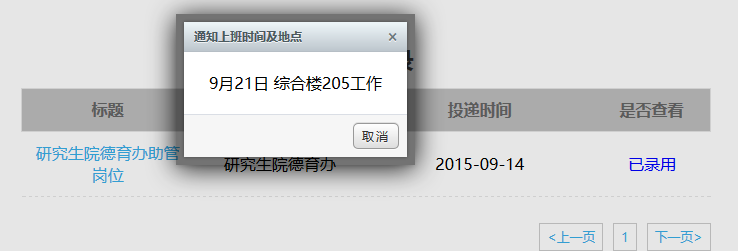 通知上班时间及地点 ×
录
9月21日 综合楼205工作
标题 投递时间 是否查看
取消
研究生院德育办助管
岗位 研究生院德育办 2015-09-14 已录用
<上一页 1 下一页>